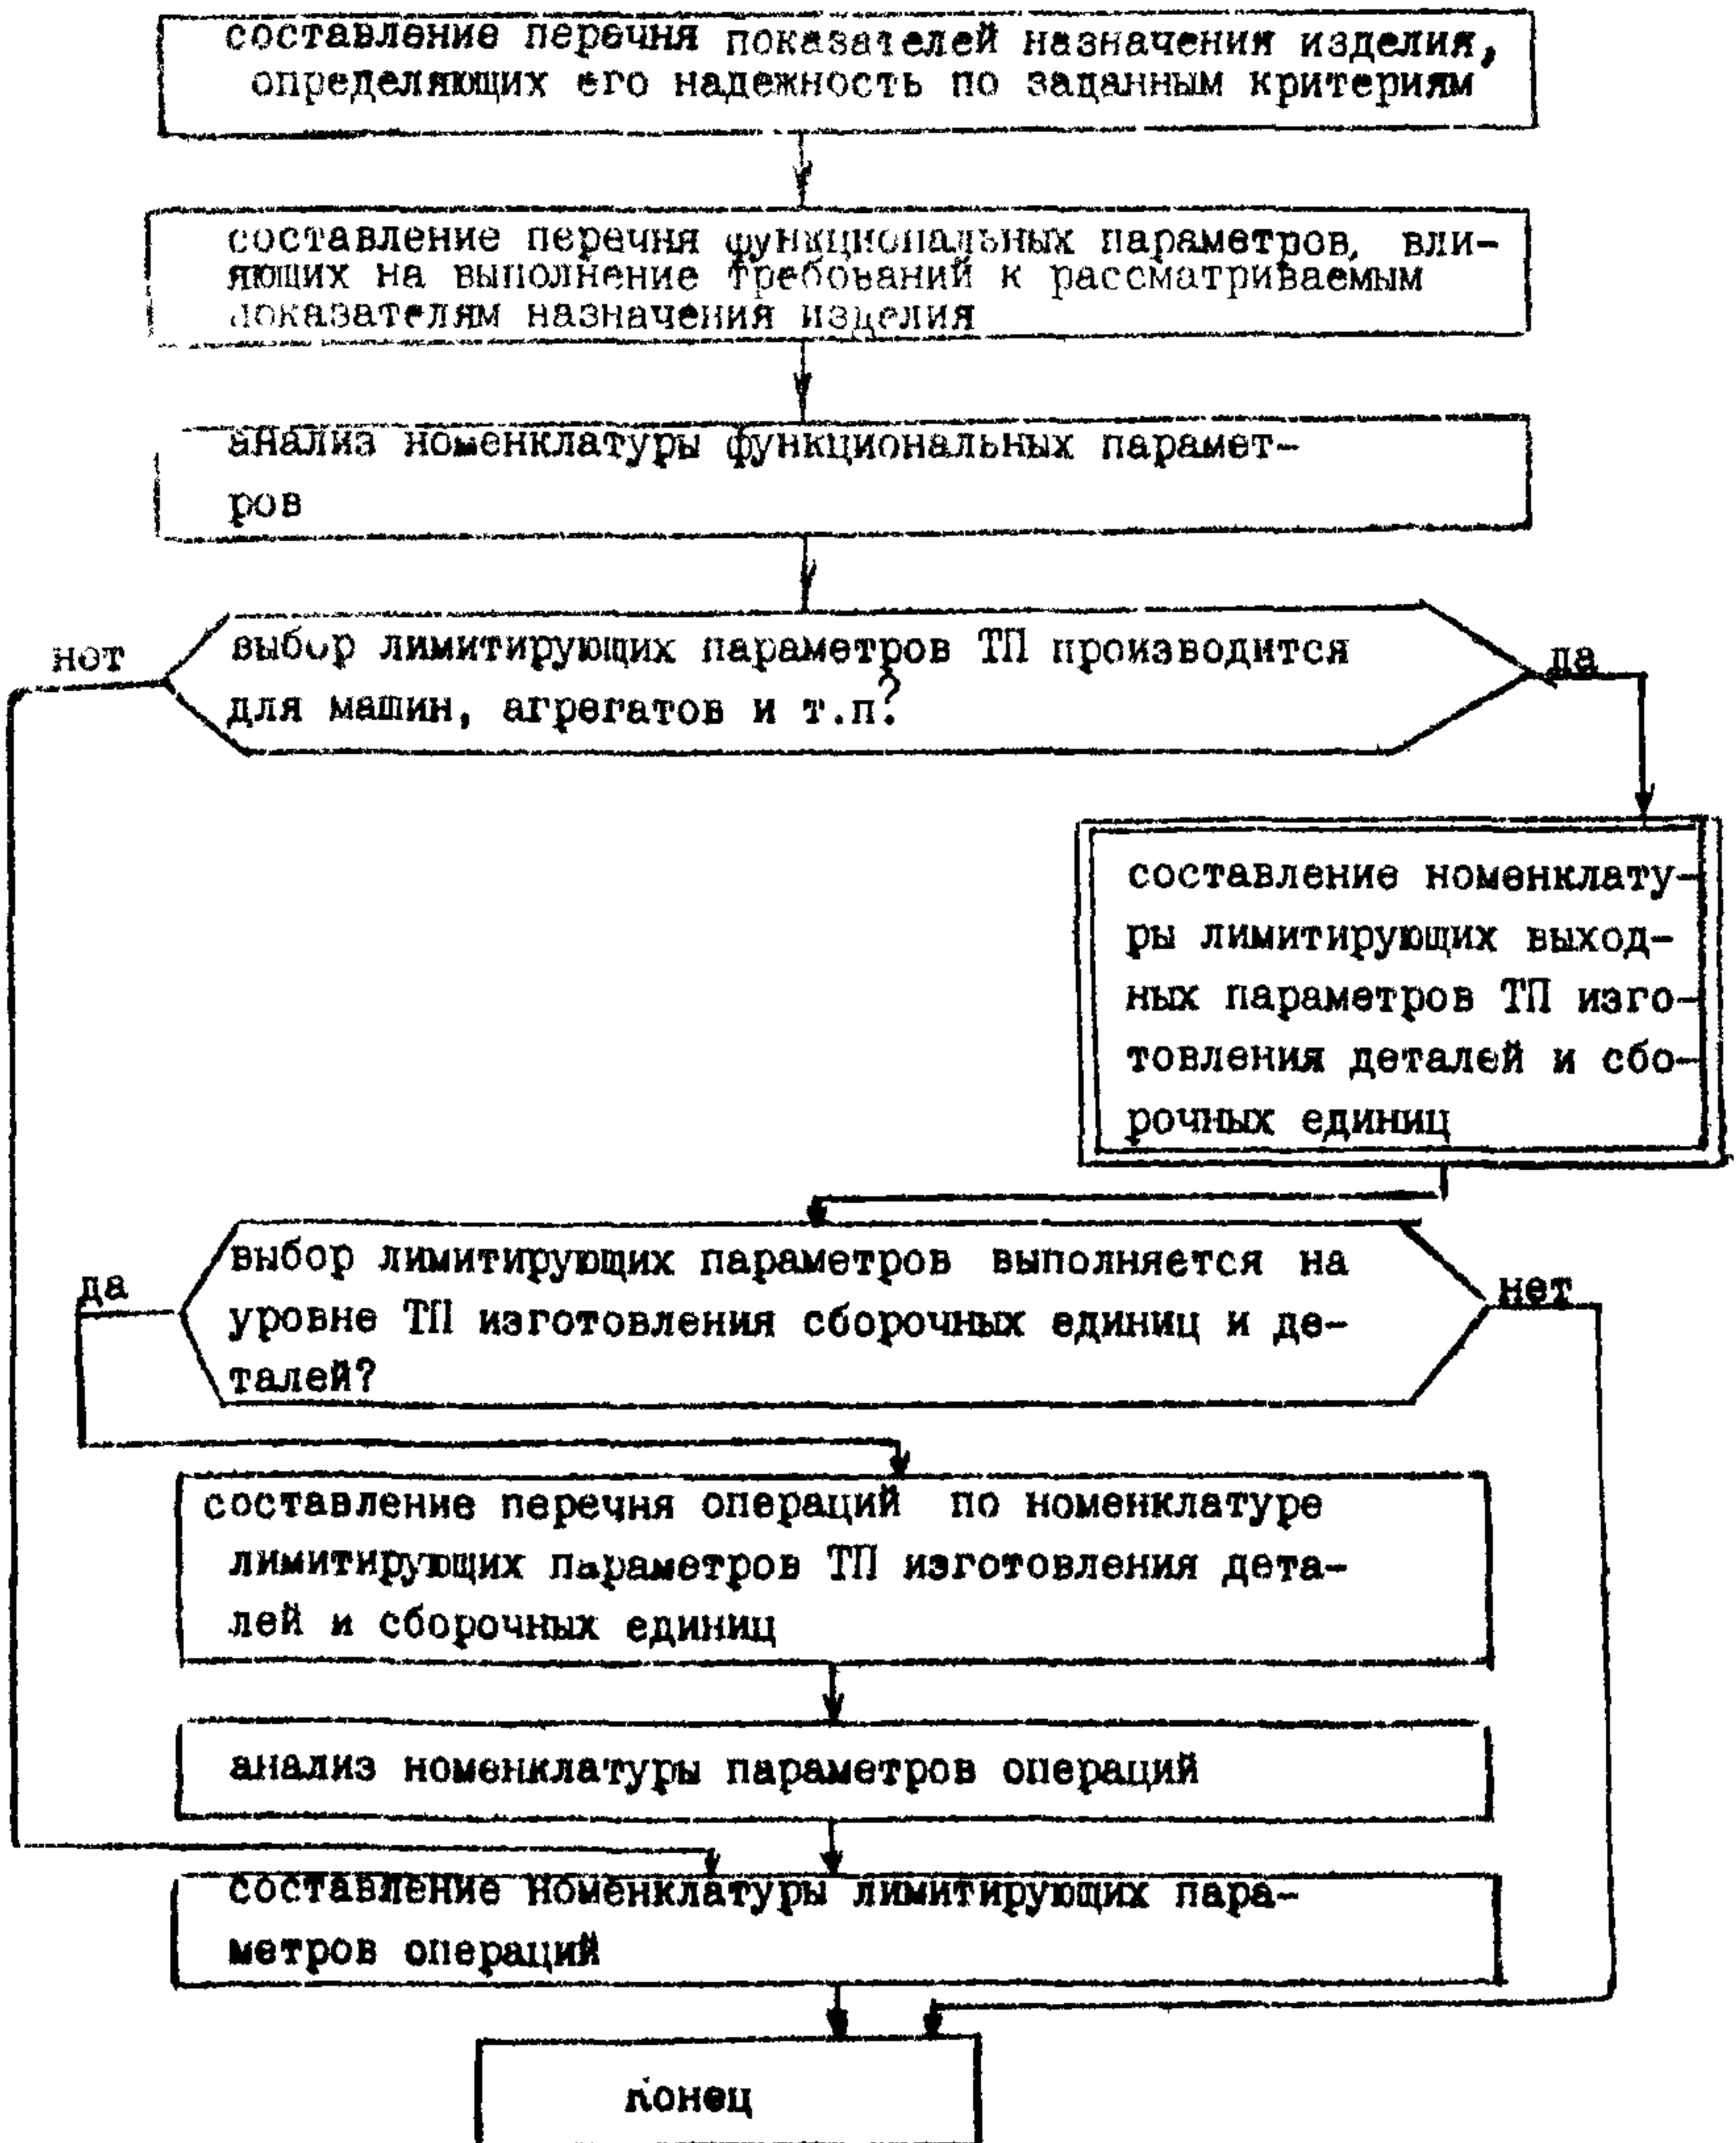 составление перечня показателей назначения изделия,
определяющих его надежность по заданным критериям
составление перечня функциональных параметров, вли-
яющих на выполнение требований к рассматриваемым
показателям назначения изделия
анализ номенклатуры функциональных парамет-
ров
нет
выбор лимитирующих параметров ТП производится
для машин, агрегатов и т.п?
да
составление номенклату-
ры лимитирующих выход-
ных параметров ТП изго-
товления деталей и сбо-
рочных единиц
да
выбор лимитирующих параметров выполняется на
уровне ТП изготовления сборочных единиц и де-
талей?
нет
составление перечня операций по номенклатуре
лимитирующих параметров ТП изготовления дета-
лей и сборочных единиц
анализ номенклатуры параметров операций
составление номенклатуры лимитирующих пара-
метров операций
конец